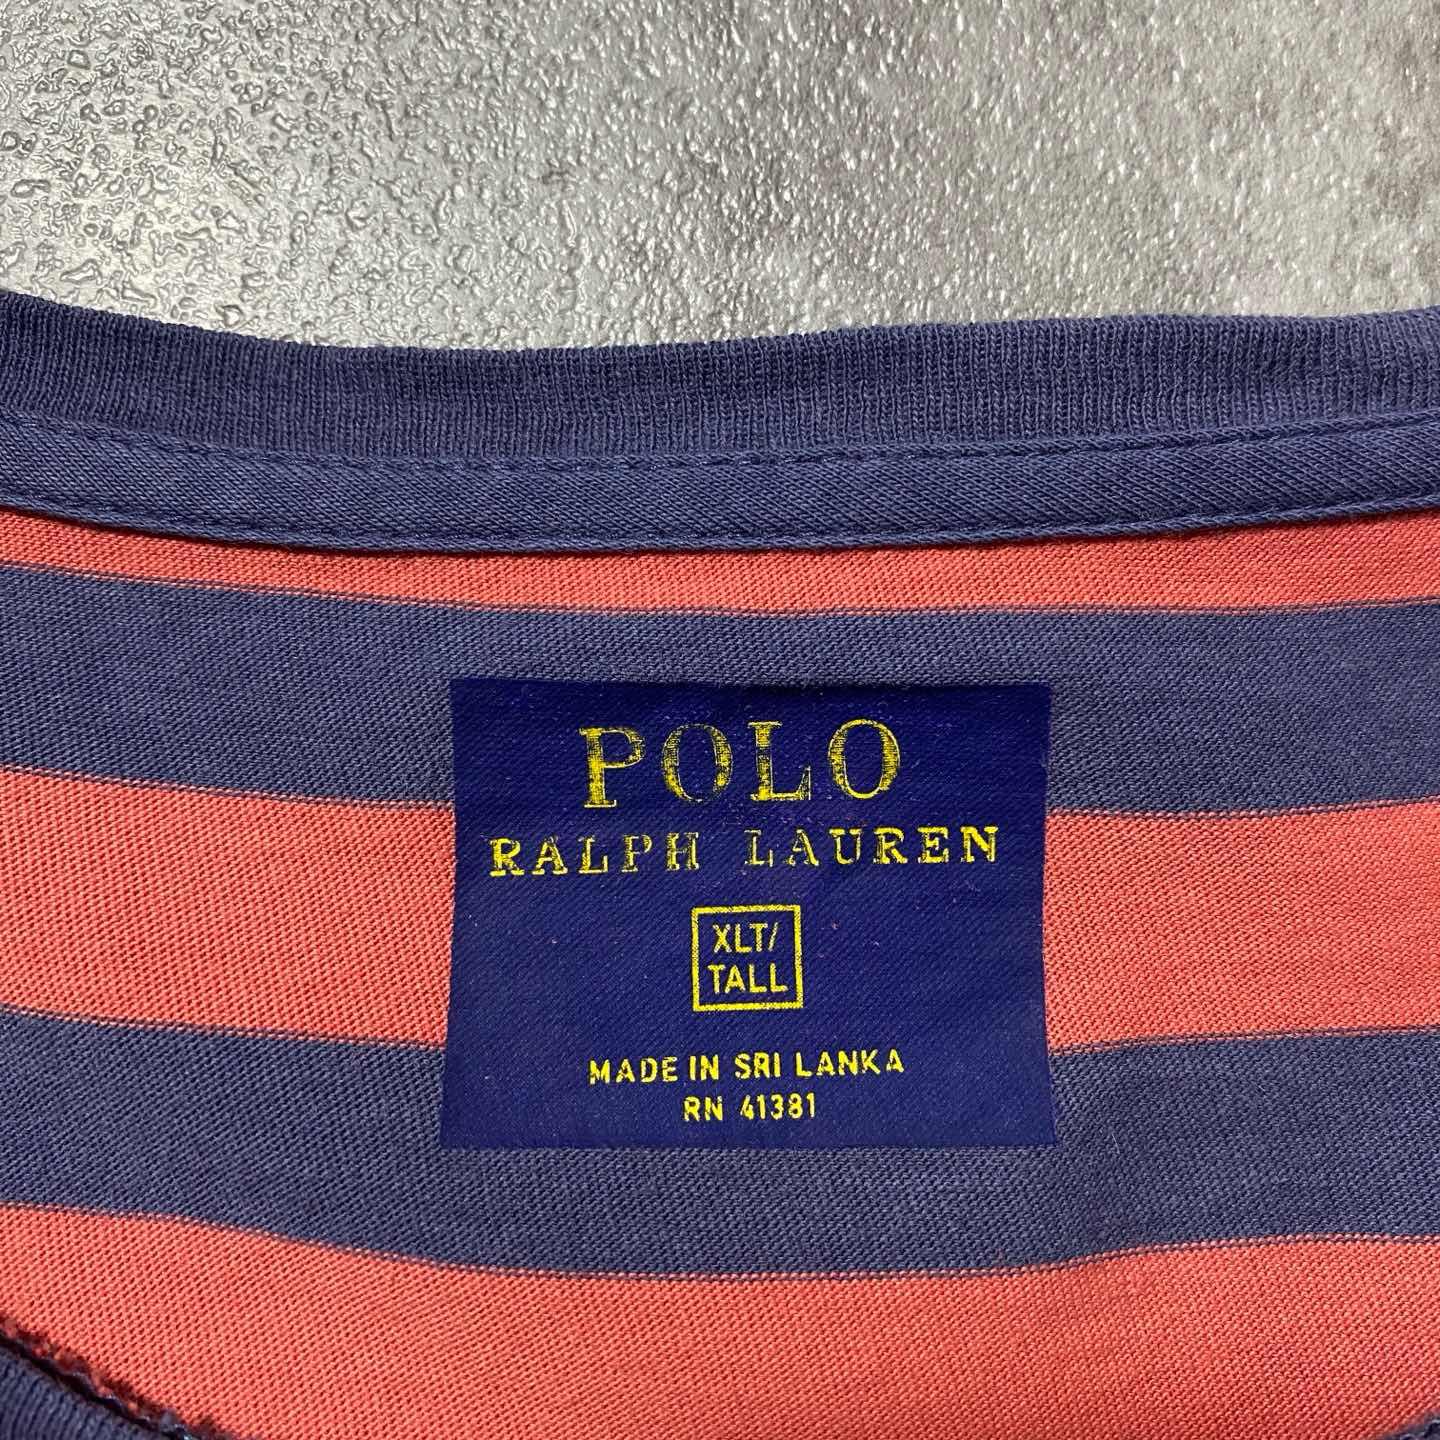 POLO
RALPH LAUREN
XLT/
TALL
MADE IN SRI LANKA
RN 41381